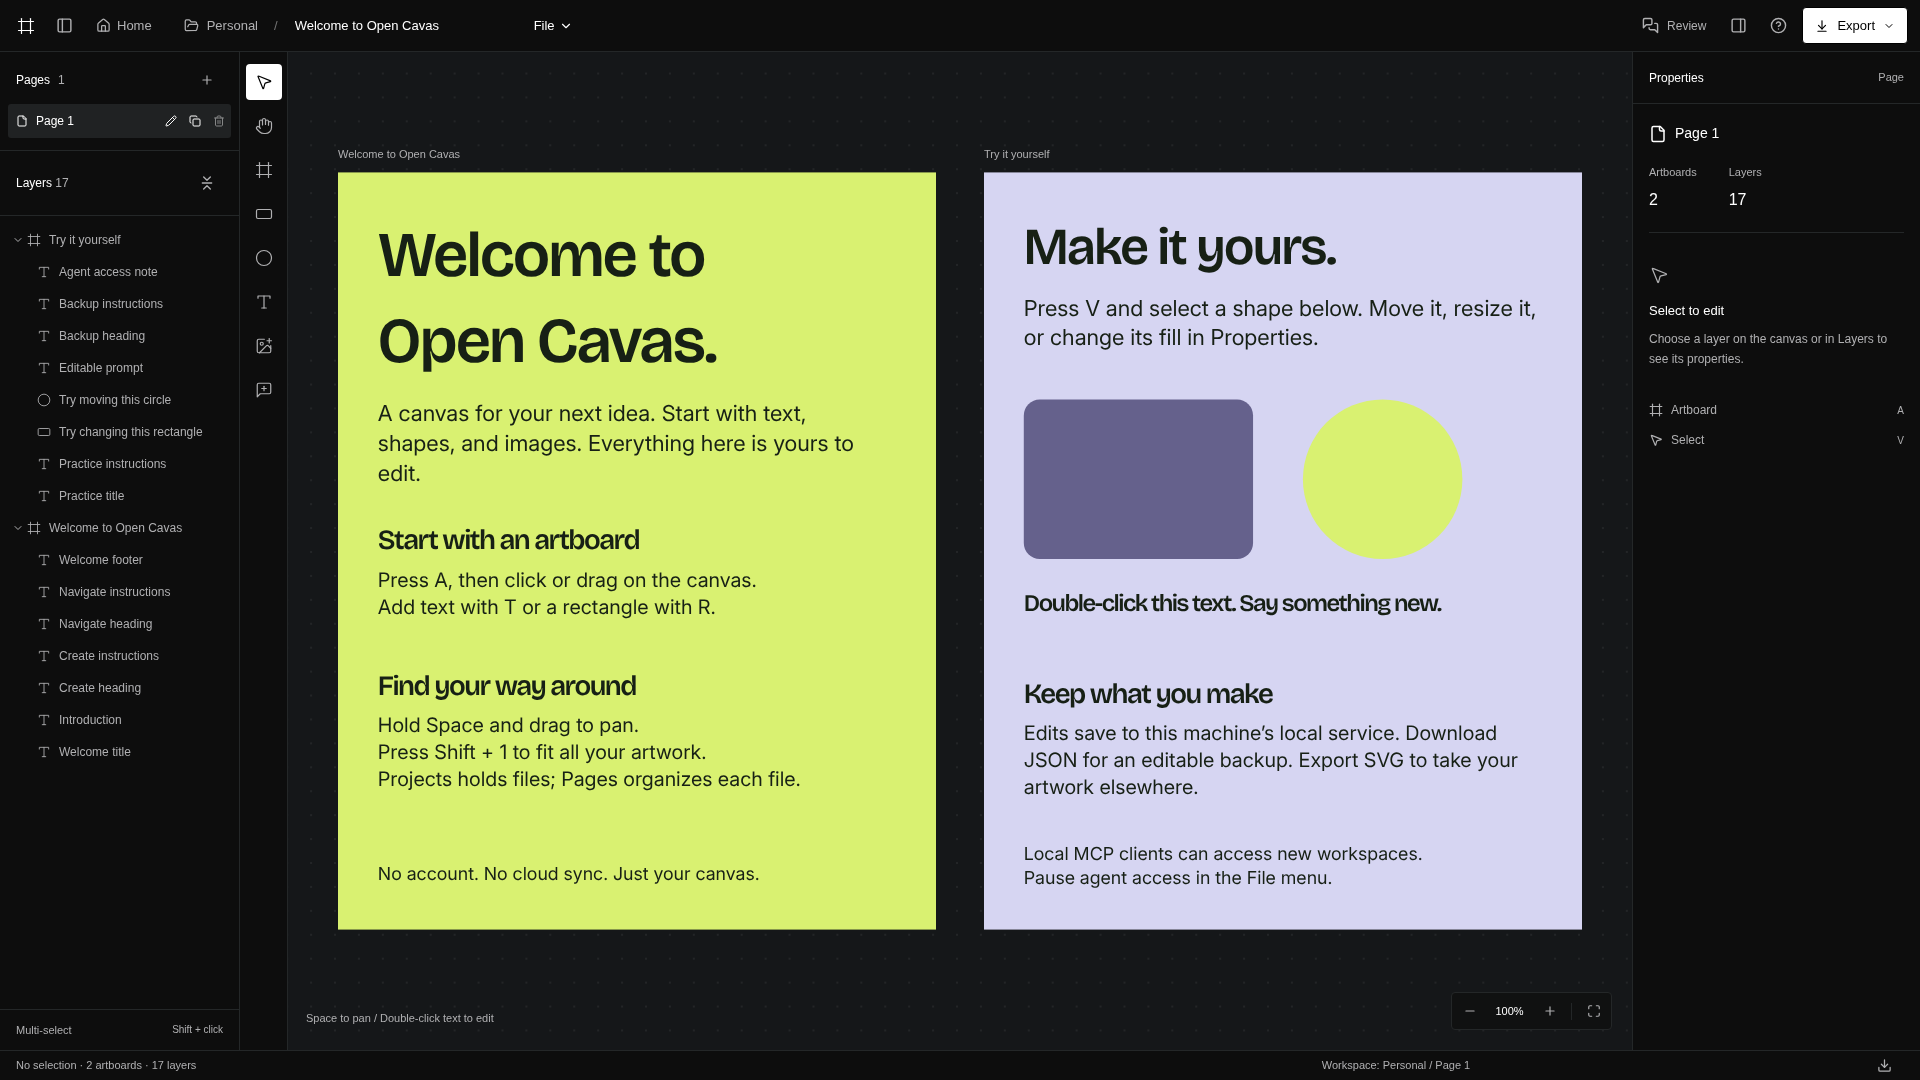 Home
Personal / Welcome to Open Cavas
File
Review
Export
Pages 1
Page 1
Layers 17
Try it yourself
Agent access note
Backup instructions
Backup heading
Editable prompt
Try moving this circle
Try changing this rectangle
Practice instructions
Practice title
Welcome to Open Cavas
Welcome footer
Navigate instructions
Navigate heading
Create instructions
Create heading
Introduction
Welcome title
Multi-select Shift + click
Welcome to Open Cavas
Welcome to
Open Cavas.
A canvas for your next idea. Start with text,
shapes, and images. Everything here is yours to
edit.
Start with an artboard
Press A, then click or drag on the canvas.
Add text with T or a rectangle with R.
Find your way around
Hold Space and drag to pan.
Press Shift + 1 to fit all your artwork.
Projects holds files; Pages organizes each file.
No account. No cloud sync. Just your canvas.
Try it yourself
Make it yours.
Press V and select a shape below. Move it, resize it,
or change its fill in Properties.
Double-click this text. Say something new.
Keep what you make
Edits save to this machine’s local service. Download
JSON for an editable backup. Export SVG to take your
artwork elsewhere.
Local MCP clients can access new workspaces.
Pause agent access in the File menu.
Space to pan / Double-click text to edit
100%
Properties Page
Page 1
Artboards Layers
2 17
Select to edit
Choose a layer on the canvas or in Layers to
see its properties.
Artboard A
Select V
No selection · 2 artboards · 17 layers
Workspace: Personal / Page 1